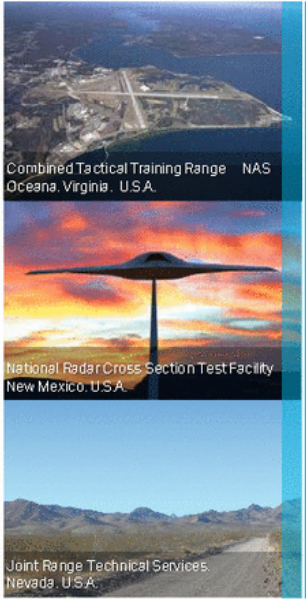 Combined Tactical Training Range NAS
Oceana. Virginia. U.S.A.
National Radar Cross Section Test Facility
New Mexico. U.S.A.
Joint Range Technical Services.
Nevada. U.S.A.